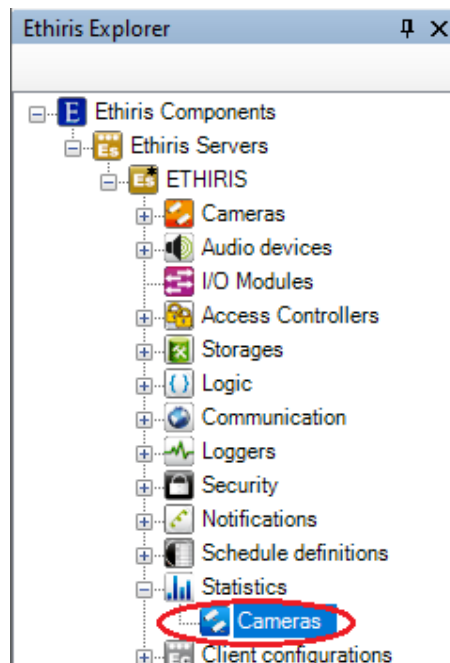 Ethiris Explorer
Ethiris Components
Ethiris Servers
ETHIRIS
Cameras
Audio devices
I/O Modules
Access Controllers
Storages
Logic
Communication
Loggers
Security
Notifications
Schedule definitions
Statistics
Cameras
Client configurations